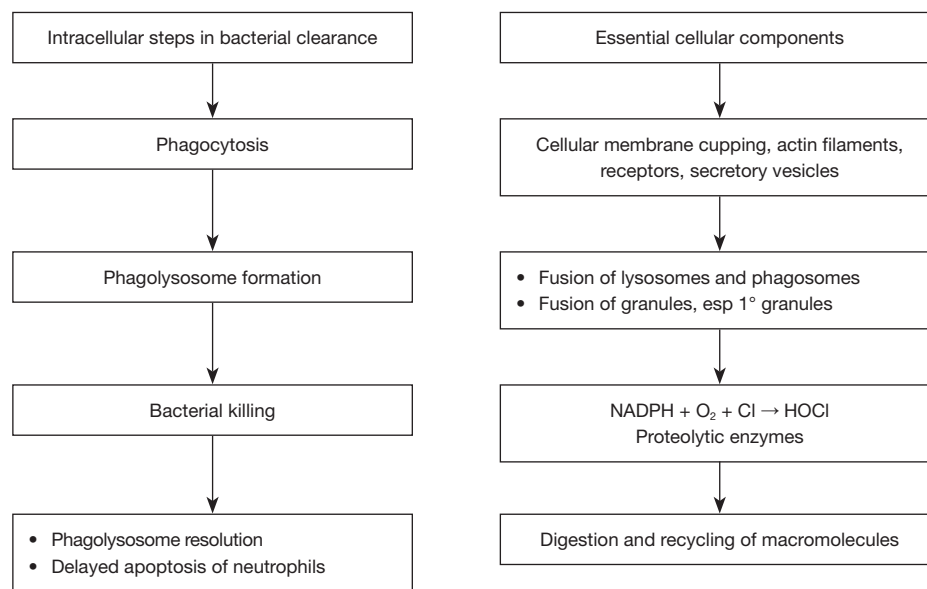 Intracellular steps in bacterial clearance
Phagocytosis
Phagolysosome formation
Bacterial killing
• Phagolysosome resolution
• Delayed apoptosis of neutrophils
Essential cellular components
Cellular membrane cupping, actin filaments,
receptors, secretory vesicles
• Fusion of lysosomes and phagosomes
• Fusion of granules, esp 1° granules
NADPH + O₂ + Cl → HOCl
Proteolytic enzymes
Digestion and recycling of macromolecules